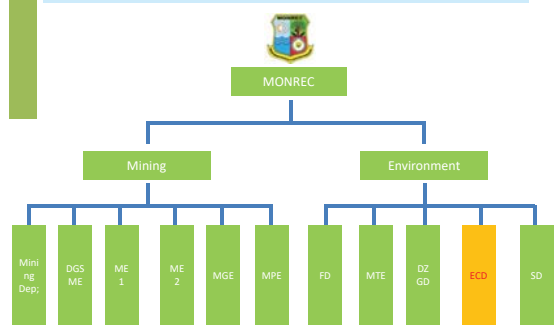 MONREC
MONREC
Mining
Environment
Mini
ng
Dep;
DGS
ME
ME
1
ME
2
MGE
MPE
FD
MTE
DZ
GD
ECD
SD